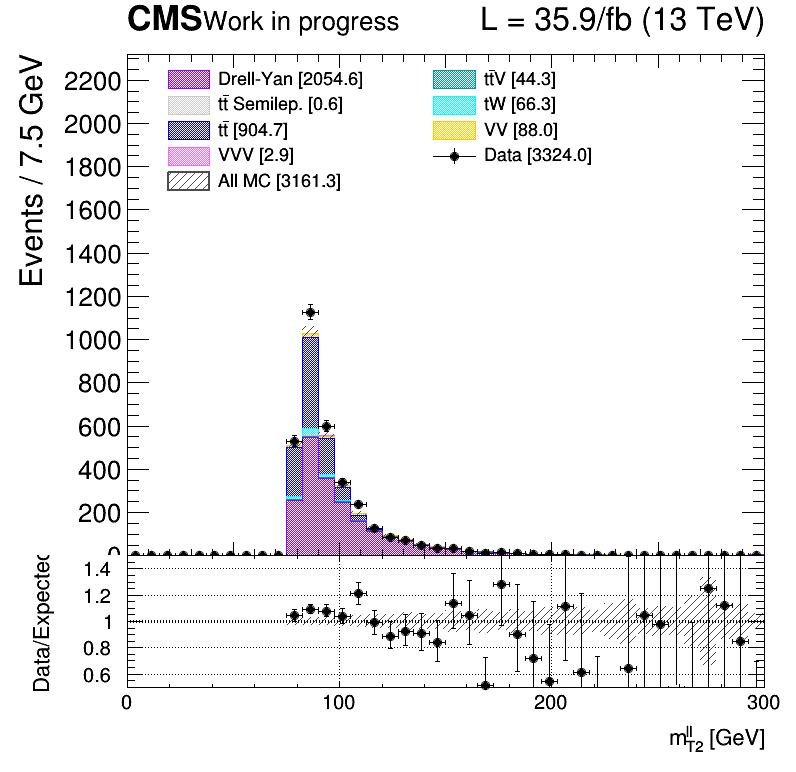 CMS Work in progress L = 35.9/fb (13 TeV)
Events / 7.5 GeV
2200
2000
1800
1600
1400
1200
1000
800
600
400
200
0
Drell-Yan [2054.6]
tt̄ Semilep. [0.6]
tt̄ [904.7]
VVV [2.9]
All MC [3161.3]
tt̄V [44.3]
tW [66.3]
VV [88.0]
Data [3324.0]
Data/Expected
1.4
1.2
1
0.8
0.6
0 100 200 300
m_{T2}^{ll} [GeV]